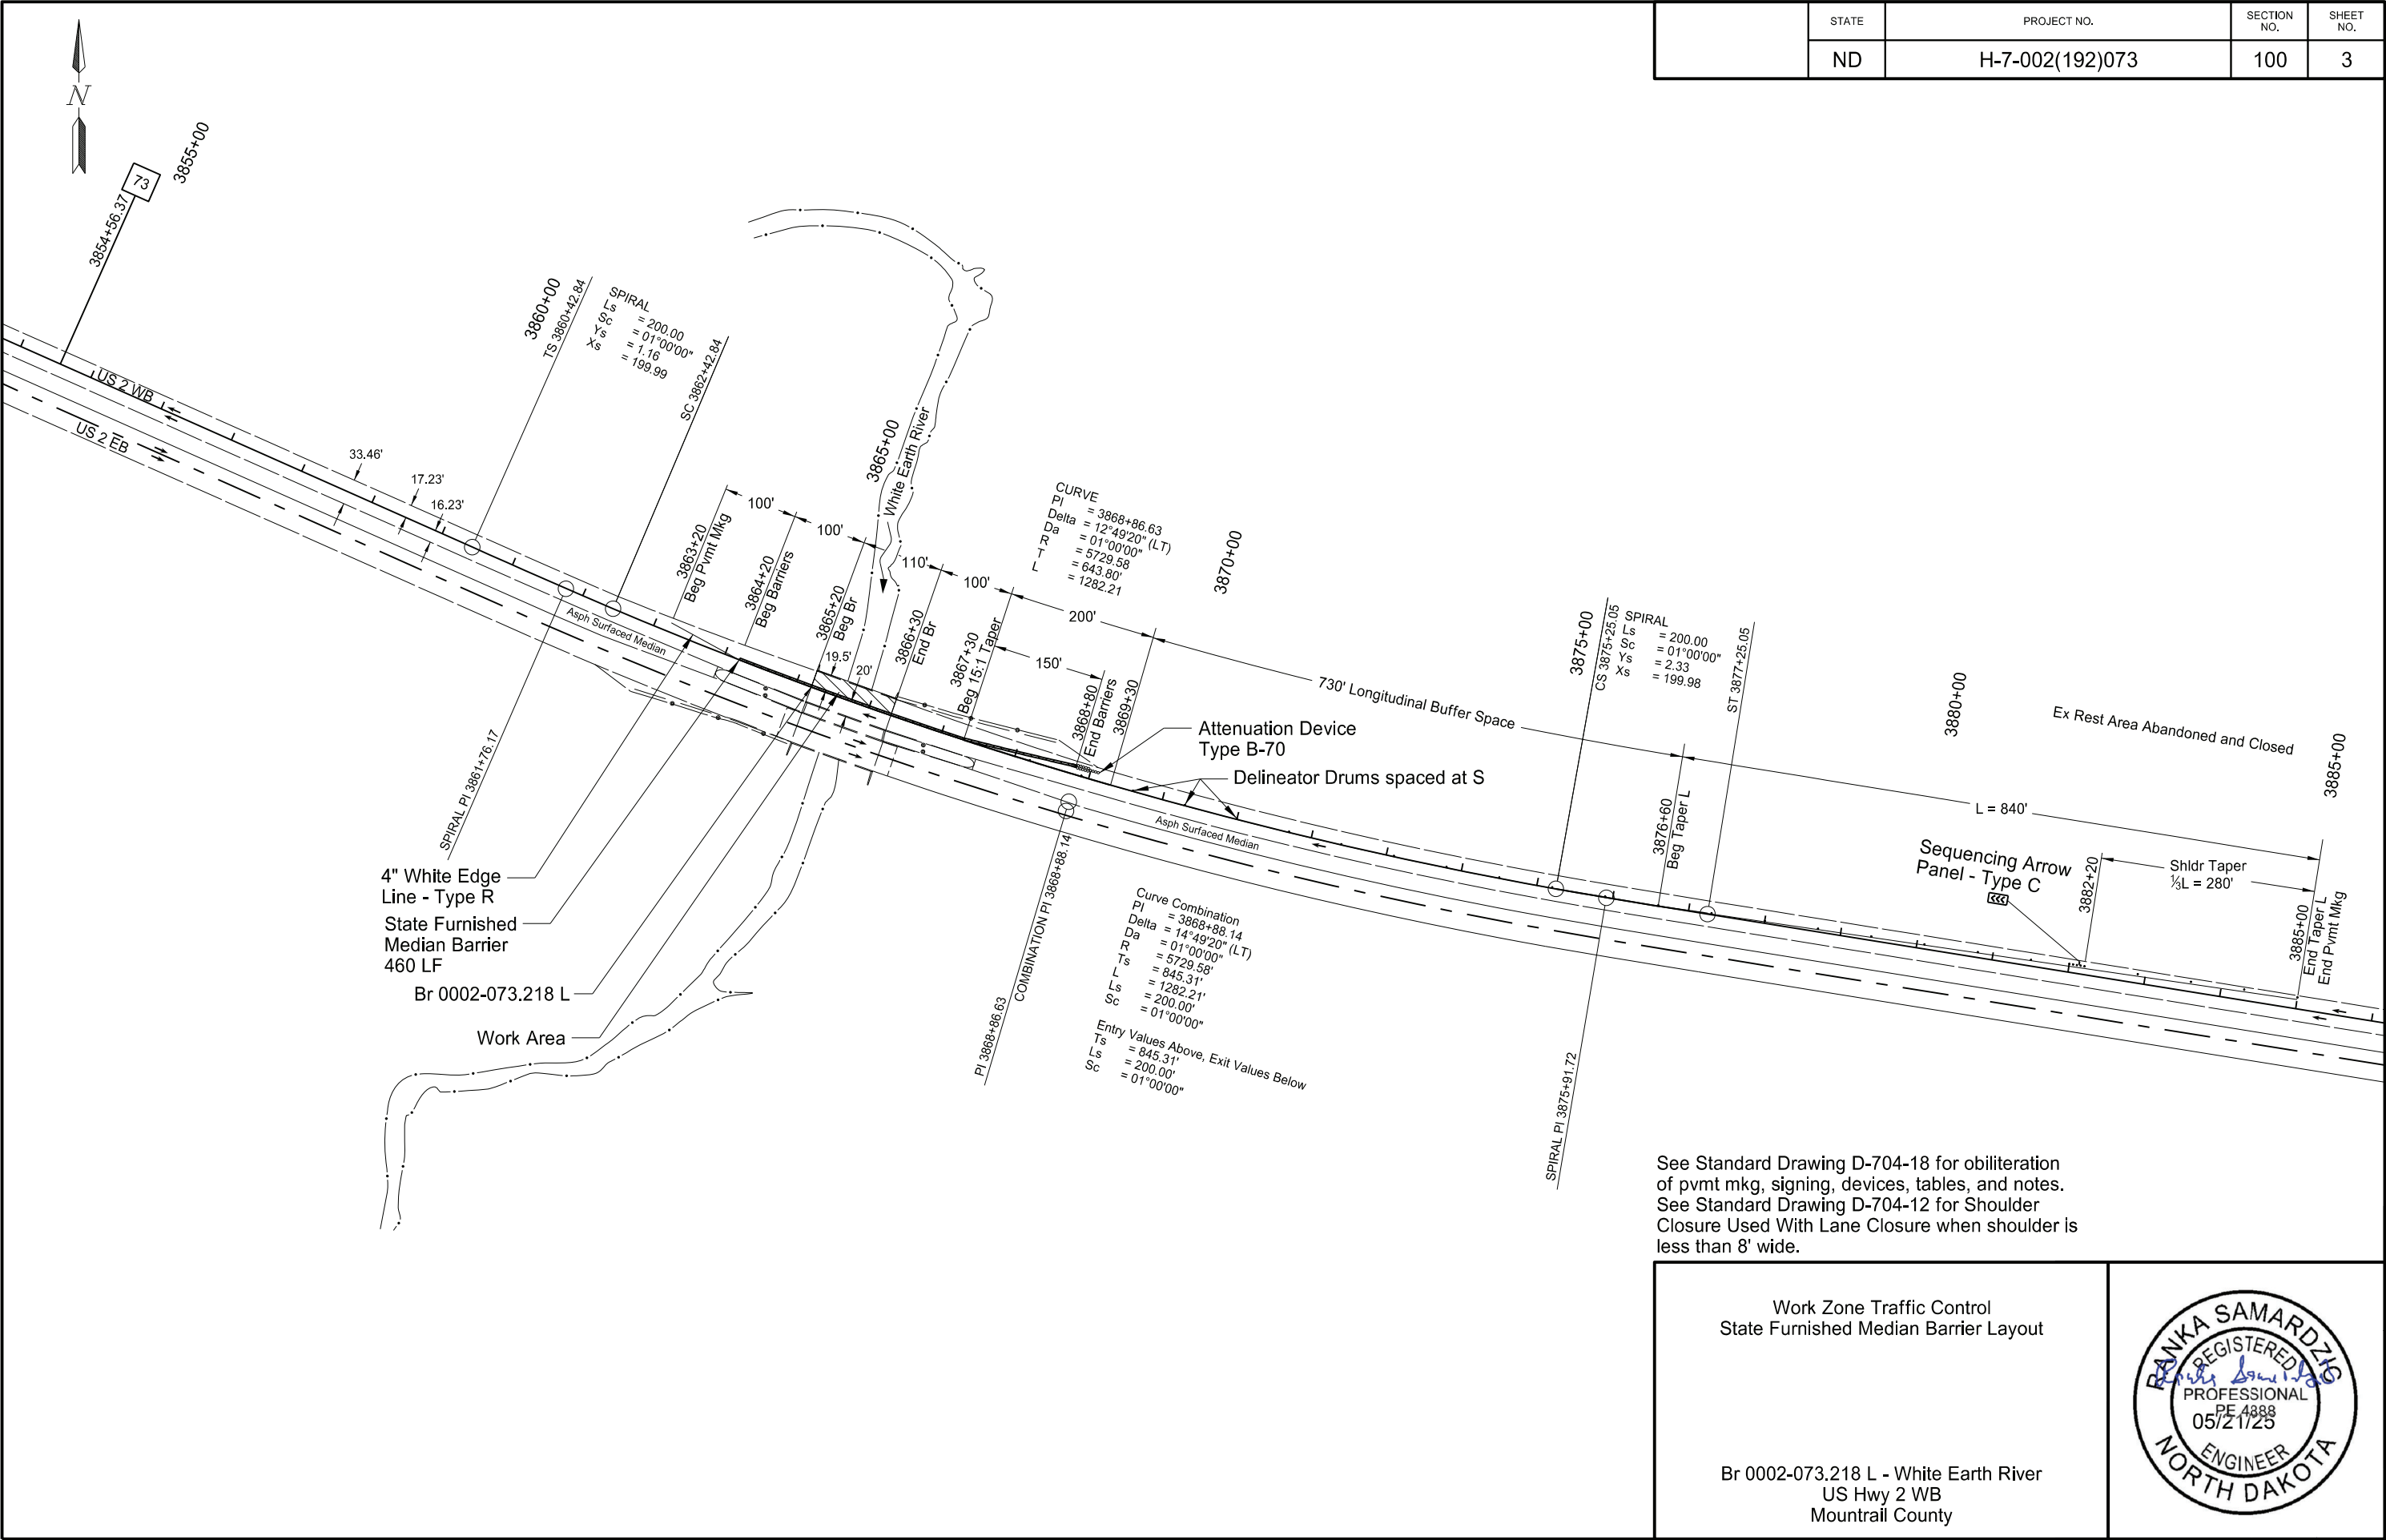 STATE
PROJECT NO.
SECTION
NO.
SHEET
NO.
ND
H-7-002(192)073
100
3
N
73
3854+56.37
3855+00
US 2 WB
US 2 EB
33.46'
17.23'
16.23'
3860+00
TS 3860+42.84
SPIRAL
Ls = 200.00
Sc = 01°00'00"
Ys = 1.16
Xs = 199.99
SC 3862+42.84
SPIRAL PI 3861+76.17
Asph Surfaced Median
3863+20
Beg Pvmt Mkg
100'
3864+20
Beg Barriers
100'
3865+00
White Earth River
3865+20
Beg Br
19.5'
20'
110'
3866+30
End Br
100'
3867+30
Beg 15:1 Taper
200'
150'
3868+80
End Barriers
3869+30
CURVE
PI = 3868+86.63
Delta = 12°49'20" (LT)
Da = 01°00'00"
R = 5729.58
T = 643.80'
L = 1282.21
3870+00
730' Longitudinal Buffer Space
Attenuation Device
Type B-70
Delineator Drums spaced at S
Asph Surfaced Median
3875+00
CS 3875+25.05
SPIRAL
Ls = 200.00
Sc = 01°00'00"
Ys = 2.33
Xs = 199.98
ST 3877+25.05
3876+60
Beg Taper L
3880+00
Ex Rest Area Abandoned and Closed
3885+00
L = 840'
Sequencing Arrow
Panel - Type C
3882+20
Shldr Taper
⅓L = 280'
3885+00
End Taper L
End Pvmt Mkg
4" White Edge
Line - Type R
State Furnished
Median Barrier
460 LF
Br 0002-073.218 L
Work Area
PI 3868+86.63
COMBINATION PI 3868+88.14
Curve Combination
PI = 3868+88.14
Delta = 14°49'20" (LT)
Da = 01°00'00"
R = 5729.58'
Ts = 845.31'
L = 1282.21'
Ls = 200.00'
Sc = 01°00'00"
Entry Values Above, Exit Values Below
Ts = 845.31'
Ls = 200.00'
Sc = 01°00'00"
SPIRAL PI 3875+91.72
See Standard Drawing D-704-18 for obiliteration
of pvmt mkg, signing, devices, tables, and notes.
See Standard Drawing D-704-12 for Shoulder
Closure Used With Lane Closure when shoulder is
less than 8' wide.
Work Zone Traffic Control
State Furnished Median Barrier Layout
Br 0002-073.218 L - White Earth River
US Hwy 2 WB
Mountrail County
RANKA SAMARDZIC
REGISTERED
PROFESSIONAL
PE 4888
05/21/25
ENGINEER
NORTH DAKOTA